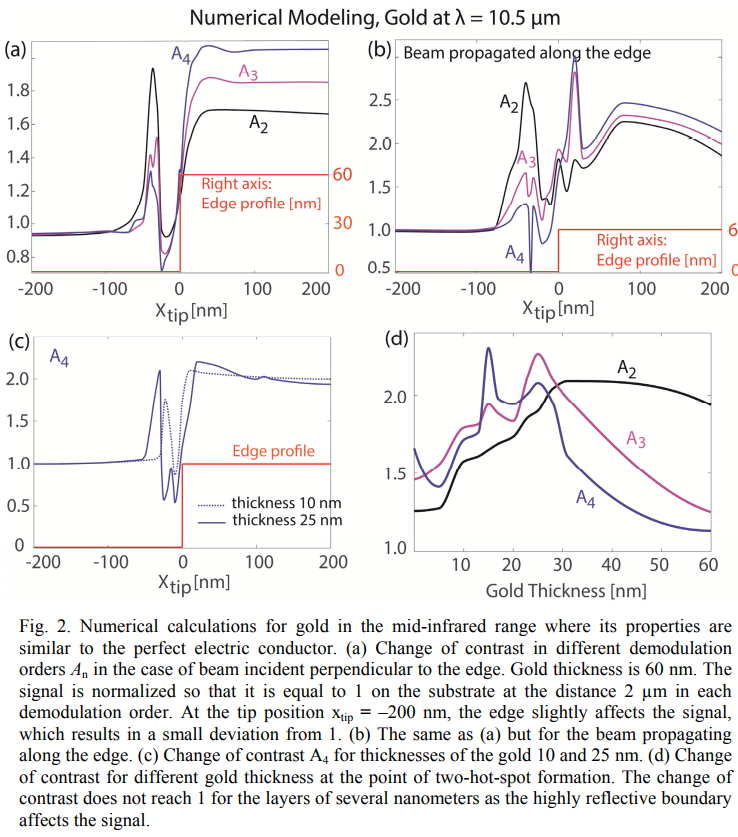 Numerical Modeling, Gold at λ = 10.5 µm
(a)
1.8
1.6
1.4
1.2
1.0
0.8
A4
A3
A2
60
30
0
Right axis:
Edge profile [nm]
-200 -100 0 100 200
Xtip[nm]
(b) Beam propagated along the edge
2.5
2.0
1.5
1.0
0.5
A2
A3
A4
6
0
Right axis:
Edge profile [nm]
-200 -100 0 100 200
Xtip[nm]
(c)
A4
2.0
1.5
1.0
0.5
0
Edge profile
thickness 10 nm
thickness 25 nm
-200 -100 0 100 200
Xtip[nm]
(d)
2.0
1.5
1.0
A2
A3
A4
10 20 30 40 50 60
Gold Thickness [nm]
Fig. 2. Numerical calculations for gold in the mid-infrared range where its properties are
similar to the perfect electric conductor. (a) Change of contrast in different demodulation
orders An in the case of beam incident perpendicular to the edge. Gold thickness is 60 nm. The
signal is normalized so that it is equal to 1 on the substrate at the distance 2 µm in each
demodulation order. At the tip position xtip = –200 nm, the edge slightly affects the signal,
which results in a small deviation from 1. (b) The same as (a) but for the beam propagating
along the edge. (c) Change of contrast A4 for thicknesses of the gold 10 and 25 nm. (d) Change
of contrast for different gold thickness at the point of two-hot-spot formation. The change of
contrast does not reach 1 for the layers of several nanometers as the highly reflective boundary
affects the signal.